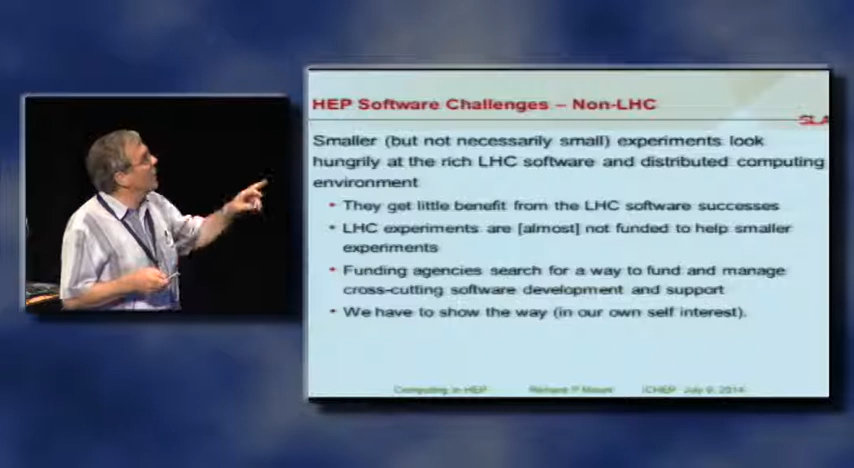 HEP Software Challenges – Non-LHC
SLA
Smaller (but not necessarily small) experiments look
hungrily at the rich LHC software and distributed computing
environment
• They get little benefit from the LHC software successes
• LHC experiments are [almost] not funded to help smaller
experiments
• Funding agencies search for a way to fund and manage
cross-cutting software development and support
• We have to show the way (in our own self interest).
Computing in HEP Richard P Mount ICHEP July 9, 2014